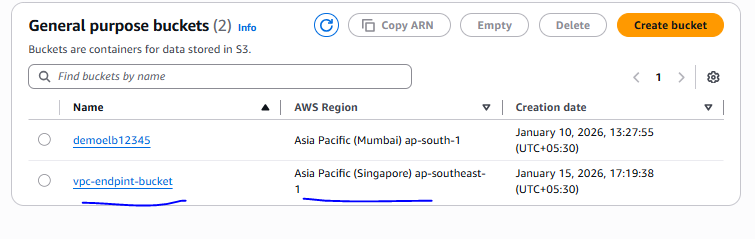 General purpose buckets (2) Info
Copy ARN
Empty
Delete
Create bucket
Buckets are containers for data stored in S3.
Find buckets by name
1
Name
AWS Region
Creation date
demoelb12345
Asia Pacific (Mumbai) ap-south-1
January 10, 2026, 13:27:55
(UTC+05:30)
vpc-endpint-bucket
Asia Pacific (Singapore) ap-southeast-
1
January 15, 2026, 17:19:38
(UTC+05:30)